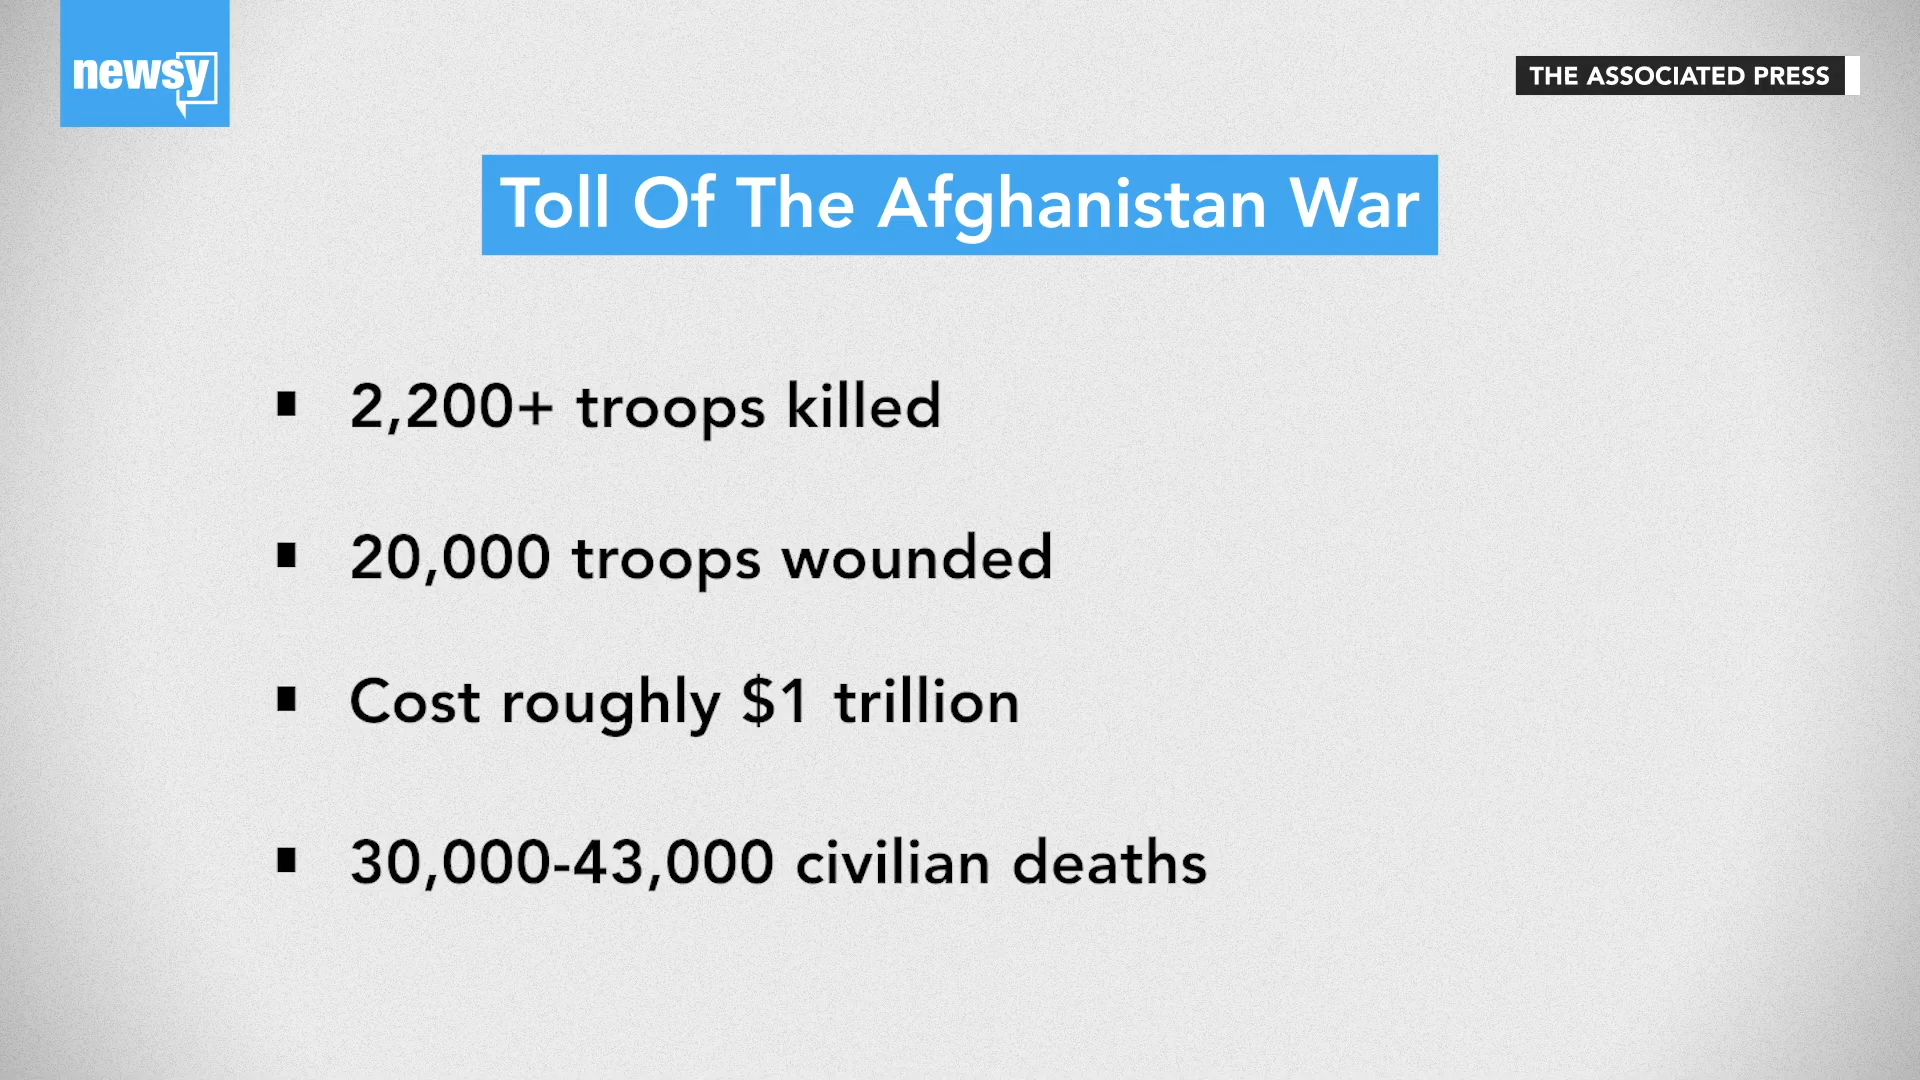 newsy
THE ASSOCIATED PRESS
Toll Of The Afghanistan War
▪ 2,200+ troops killed
▪ 20,000 troops wounded
▪ Cost roughly $1 trillion
▪ 30,000-43,000 civilian deaths